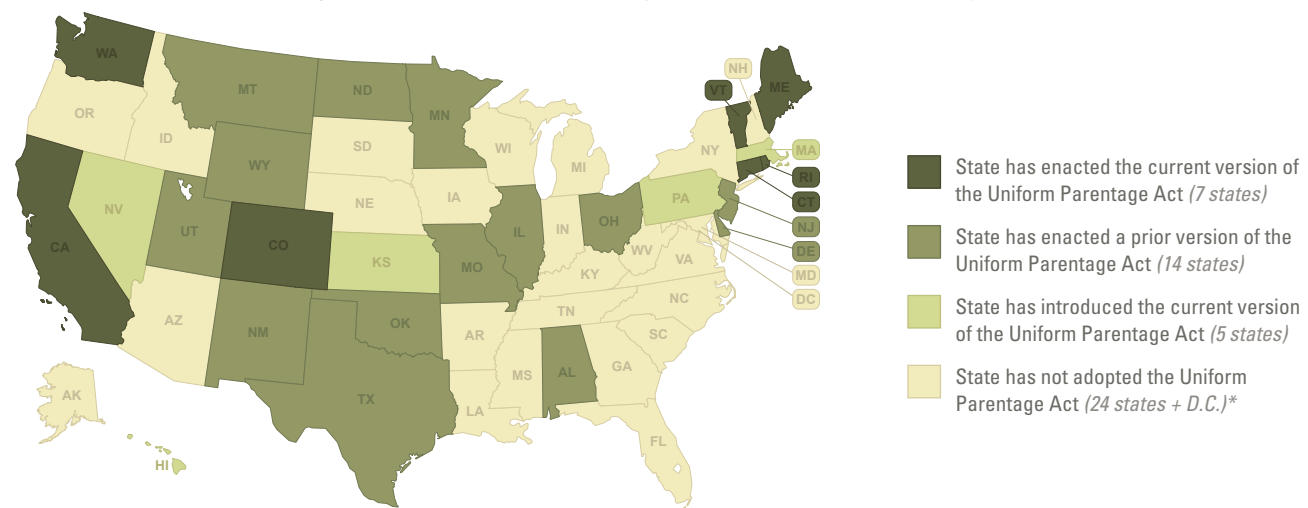 WA
MT
ND
MN
NH
VT
ME
OR
ID
SD
WI
MI
NY
MA
WY
RI
NE
IA
PA
CT
NV
UT
CO
IL
IN
OH
NJ
CA
KS
MO
WV
VA
DE
KY
MD
DC
AZ
NM
OK
AR
TN
NC
SC
MS
AL
GA
TX
LA
AK
FL
HI
State has enacted the current version of
the Uniform Parentage Act (7 states)
State has enacted a prior version of the
Uniform Parentage Act (14 states)
State has introduced the current version
of the Uniform Parentage Act (5 states)
State has not adopted the Uniform
Parentage Act (24 states + D.C.)*